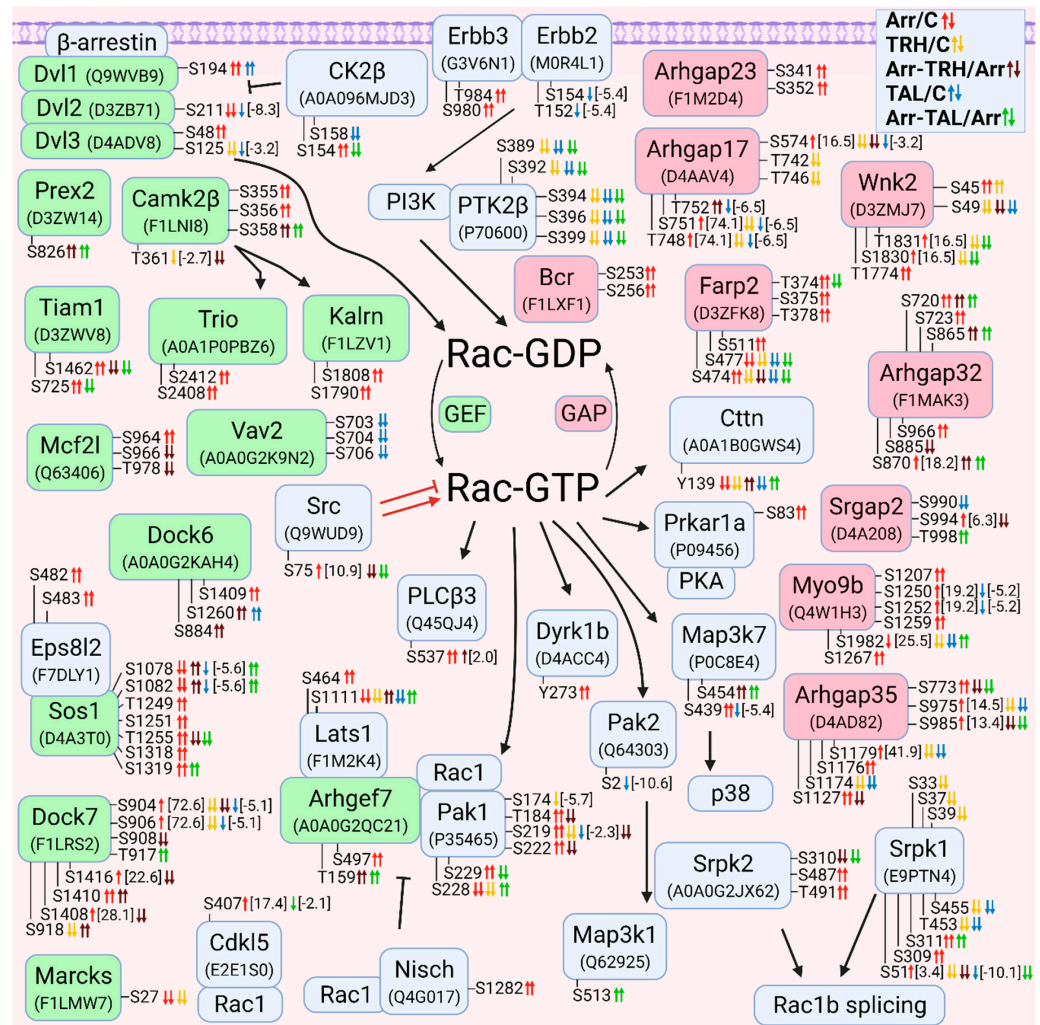 β-arrestin
Dvl1 (Q9WVB9)
S194 ⇈ ⇈
Dvl2 (D3ZB71)
S211 ⇊ ↓[-8.3]
Dvl3 (D4ADV8)
S48 ⇈
S125 ⇊ ↓[-3.2]
CK2β
(A0A096MJD3)
S158 ⇊
S154 ⇈ ⇊
Erbb3
(G3V6N1)
T984 ⇈
S980 ⇈
Erbb2
(M0R4L1)
S154 ↓[-5.4]
T152 ↓[-5.4]
Arhgap23
(F1M2D4)
S341 ⇈
S352 ⇈
Arr/C ↑↓
TRH/C ↑↓
Arr-TRH/Arr ↑↓
TAL/C ↑↓
Arr-TAL/Arr ↑↓
Prex2
(D3ZW14)
S826 ⇈ ⇈
Camk2β
(F1LNI8)
S355 ⇈
S356 ⇈
S358 ⇈ ⇈
T361 ↓[-2.7] ⇊
PI3K
PTK2β
(P70600)
S389 ⇊ ⇊ ⇊
S392 ⇊ ⇊ ⇊
S394 ⇊ ⇊ ⇊
S396 ⇊ ⇊ ⇊
S399 ⇊ ⇊ ⇊
Arhgap17
(D4AAV4)
S574 ↑[16.5] ⇊ ⇊ ↓[-3.2]
T742 ⇊
T746 ⇊
T752 ⇈ ↓[-6.5]
S751 ↑[74.1] ⇊ ↓[-6.5]
T748 ↑[74.1] ⇊ ↓[-6.5]
Wnk2
(D3ZMJ7)
S45 ⇈ ⇈
S49 ⇊ ⇊ ⇊
T1831 ↑[16.5] ⇊ ⇊
S1830 ↑[16.5] ⇊ ⇊
T1774 ⇈
Bcr
(F1LXF1)
S253 ⇈
S256 ⇈
Farp2
(D3ZFK8)
T374 ⇈ ⇊
S375 ⇈
T378 ⇈
S511 ⇈
S477 ⇊ ⇊ ⇊ ⇊
S474 ⇈ ⇊ ⇊ ⇊ ⇊
Tiam1
(D3ZWV8)
S1462 ⇈ ⇊ ⇊
S725 ⇈ ⇊
Trio
(A0A1P0PBZ6)
S2412 ⇈
S2408 ⇈
Kalrn
(F1LZV1)
S1808 ⇈
S1790 ⇈
Rac-GDP
GEF
GAP
Rac-GTP
S720 ⇈ ⇈ ⇈
S723 ⇈
S865 ⇈ ⇈
Arhgap32
(F1MAK3)
S966 ⇈
S885 ⇊
S870 ↑[18.2] ⇈ ⇈
Mcf2l
(Q63406)
S964 ⇈
S966 ⇊
T978 ⇊
Vav2
(A0A0G2K9N2)
S703 ⇊
S704 ⇊
S706 ⇊
Cttn
(A0A1B0GWS4)
Y139 ⇊ ⇊ ⇈ ⇊ ⇈
Src
(Q9WUD9)
S75 ↑[10.9] ⇊ ⇊
Prkar1a
(P09456)
S83 ⇈
PKA
Srgap2
(D4A208)
S990 ⇊
S994 ↑[6.3] ⇊
T998 ⇈
Dock6
(A0A0G2KAH4)
S1409 ⇈
S1260 ⇈ ⇈
S884 ⇈
S482 ⇈
S483 ⇈
Eps8l2
(F7DLY1)
Sos1
(D4A3T0)
S1078 ⇊ ⇈ ↓[-5.6] ⇈
S1082 ⇊ ⇈ ↓[-5.6] ⇈
T1249 ⇈
S1251 ⇈
T1255 ⇈ ⇊ ⇊
S1318 ⇈
S1319 ⇈ ⇈
PLCβ3
(Q45QJ4)
S537 ⇈ ↑[2.0]
Dyrk1b
(D4ACC4)
Y273 ⇈
Map3k7
(P0C8E4)
S454 ⇈ ⇈
S439 ⇈ ↓[-5.4]
p38
Myo9b
(Q4W1H3)
S1207 ⇈
S1250 ↑[19.2] ↓[-5.2]
S1252 ↑[19.2] ↓[-5.2]
S1259 ⇈
S1982 ↓[25.5] ⇊ ⇊ ⇈
S1267 ⇈
S464 ⇈
S1111 ⇊ ⇊ ⇈ ⇊ ⇈
Lats1
(F1M2K4)
Arhgef7
(A0A0G2QC21)
S497 ⇈
T159 ⇈ ⇈
Pak2
(Q64303)
S2 ↓[-10.6]
Arhgap35
(D4AD82)
S773 ⇈ ⇊ ⇊
S975 ↑[14.5] ⇊ ⇊
S985 ↑[13.4] ⇊ ⇊
S1179 ↑[41.9] ⇊ ⇊
S1176 ⇈
S1174 ⇊ ⇊
S1127 ⇈ ⇊
Rac1
Pak1
(P35465)
S174 ↓[-5.7]
T184 ⇈ ⇊
S219 ⇈ ⇊ ↓[-2.3] ⇊
S222 ⇈ ⇊
S229 ⇈ ⇊
S228 ⇊ ⇊ ⇈
Dock7
(F1LRS2)
S904 ↑[72.6] ⇊ ⇊ ↓[-5.1]
S906 ↑[72.6] ⇊ ↓[-5.1]
S908 ⇊
T917 ⇈
S1416 ↑[22.6] ⇊
S1410 ⇈ ⇈
S1408 ↑[28.1] ⇊
S918 ⇊ ⇈
Srpk2
(A0A0G2JX62)
S310 ⇊ ⇊
S487 ⇈
T491 ⇈
S33 ⇊
S37 ⇊
S39 ⇊
Srpk1
(E9PTN4)
S455 ⇊ ⇊
T453 ⇊ ⇊
S311 ⇈ ⇈
S309 ⇈
S51 ↑[3.4] ⇊ ⇊ ↓[-10.1] ⇊
S407 ↑[17.4] ↓[-2.1]
Cdkl5
(E2E1S0)
Rac1
Marcks
(F1LMW7)
S27 ⇊ ⇊
Rac1
Nisch
(Q4G017)
S1282 ⇈
Map3k1
(Q62925)
S513 ⇈
Rac1b splicing